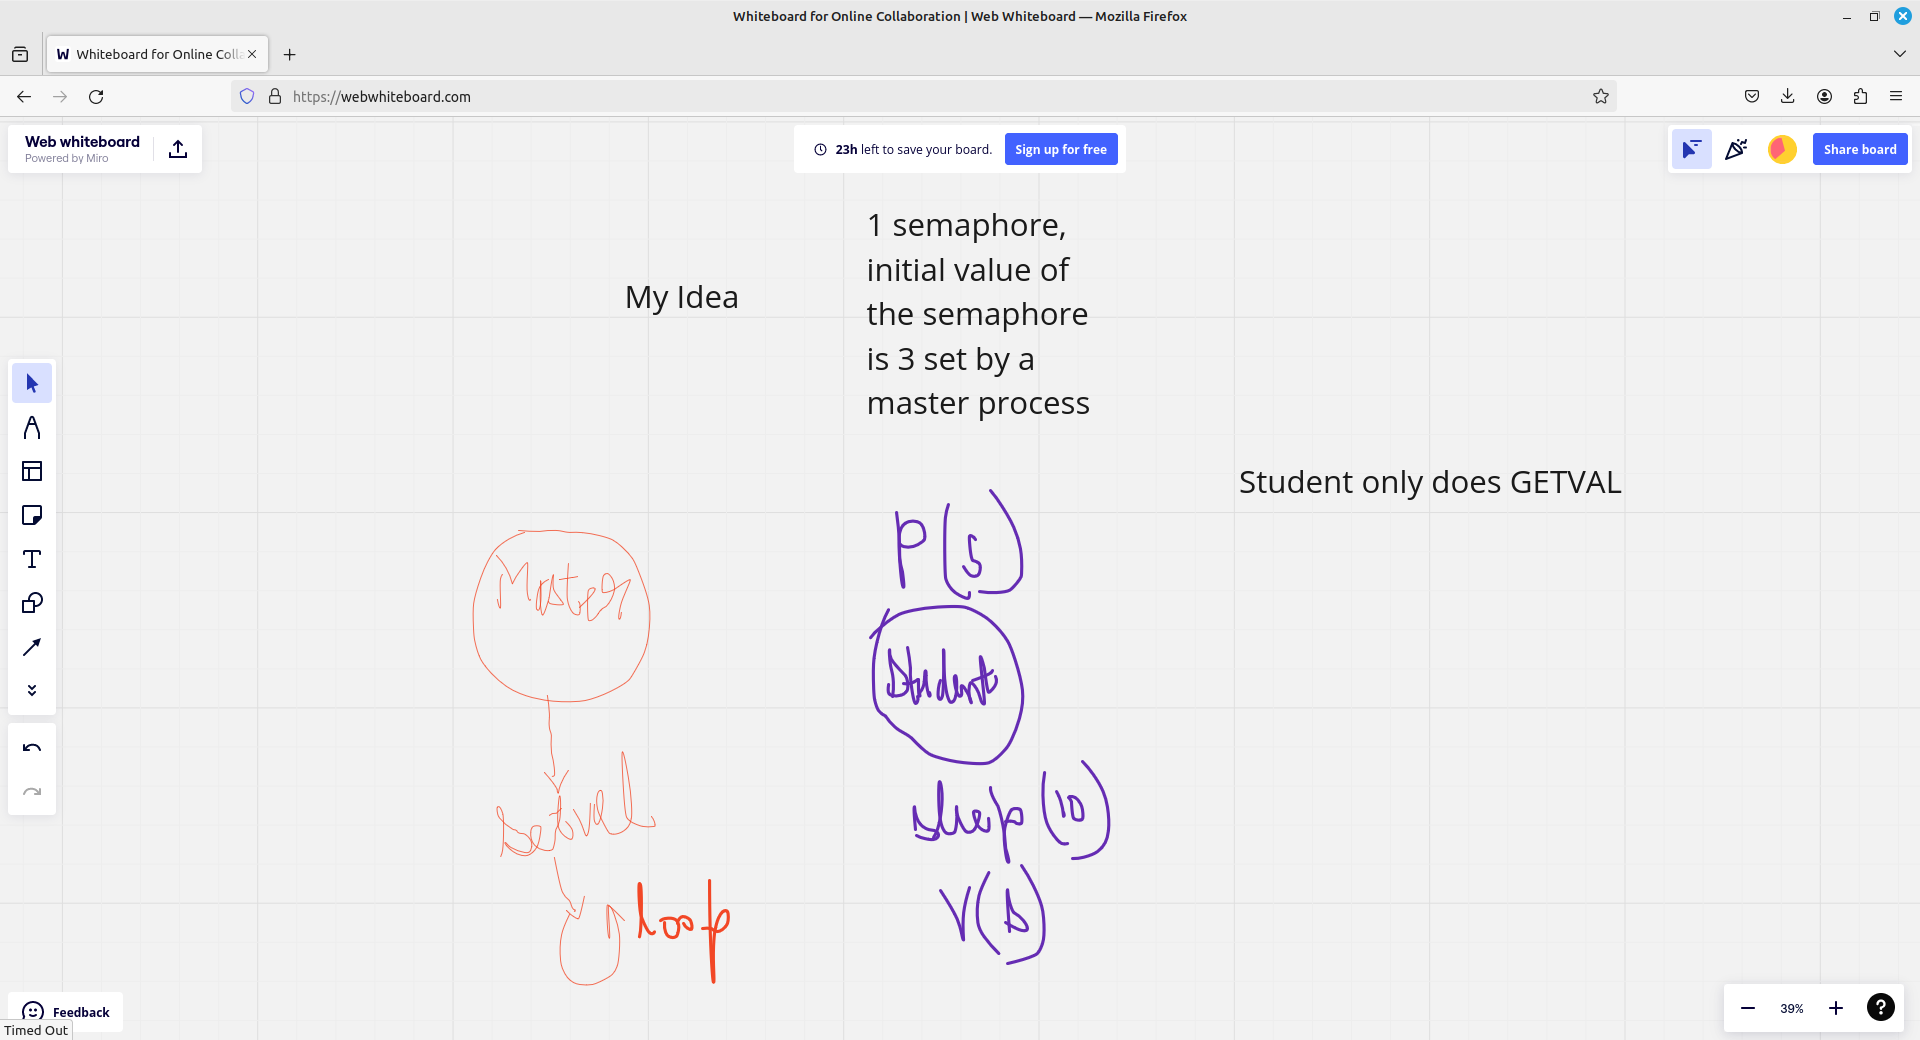 Whiteboard for Online Collaboration | Web Whiteboard — Mozilla Firefox
Whiteboard for Online Colla
https://webwhiteboard.com
Web whiteboard
Powered by Miro
23h left to save your board.
Sign up for free
Share board
1 semaphore,
initial value of
the semaphore
is 3 set by a
master process
My Idea
Student only does GETVAL
P(s)
Master
Student
Setval
sleep (10)
V(s)
loop
Feedback
39%
Timed Out